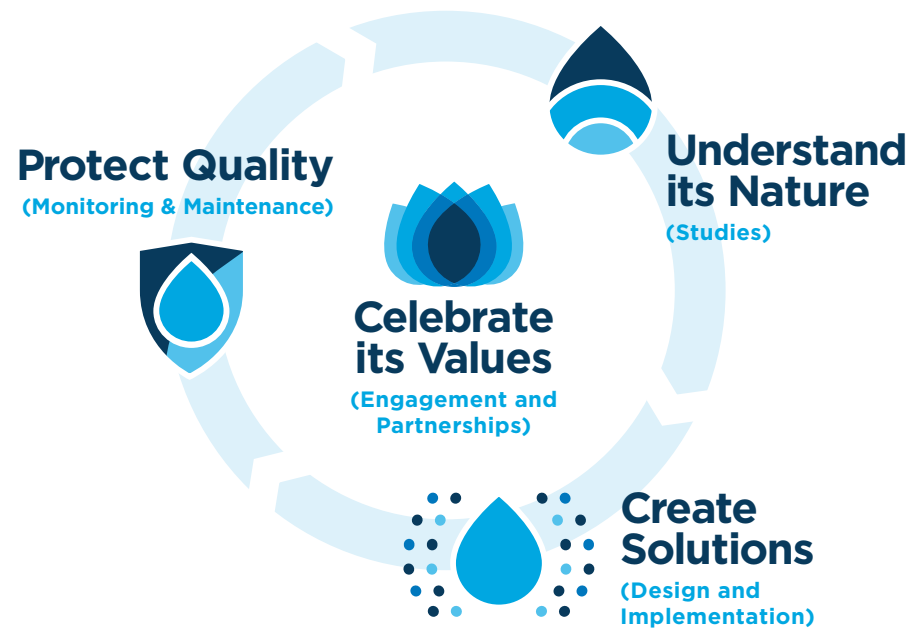 Protect Quality
(Monitoring & Maintenance)
Understand
its Nature
(Studies)
Celebrate
its Values
(Engagement and
Partnerships)
Create
Solutions
(Design and
Implementation)